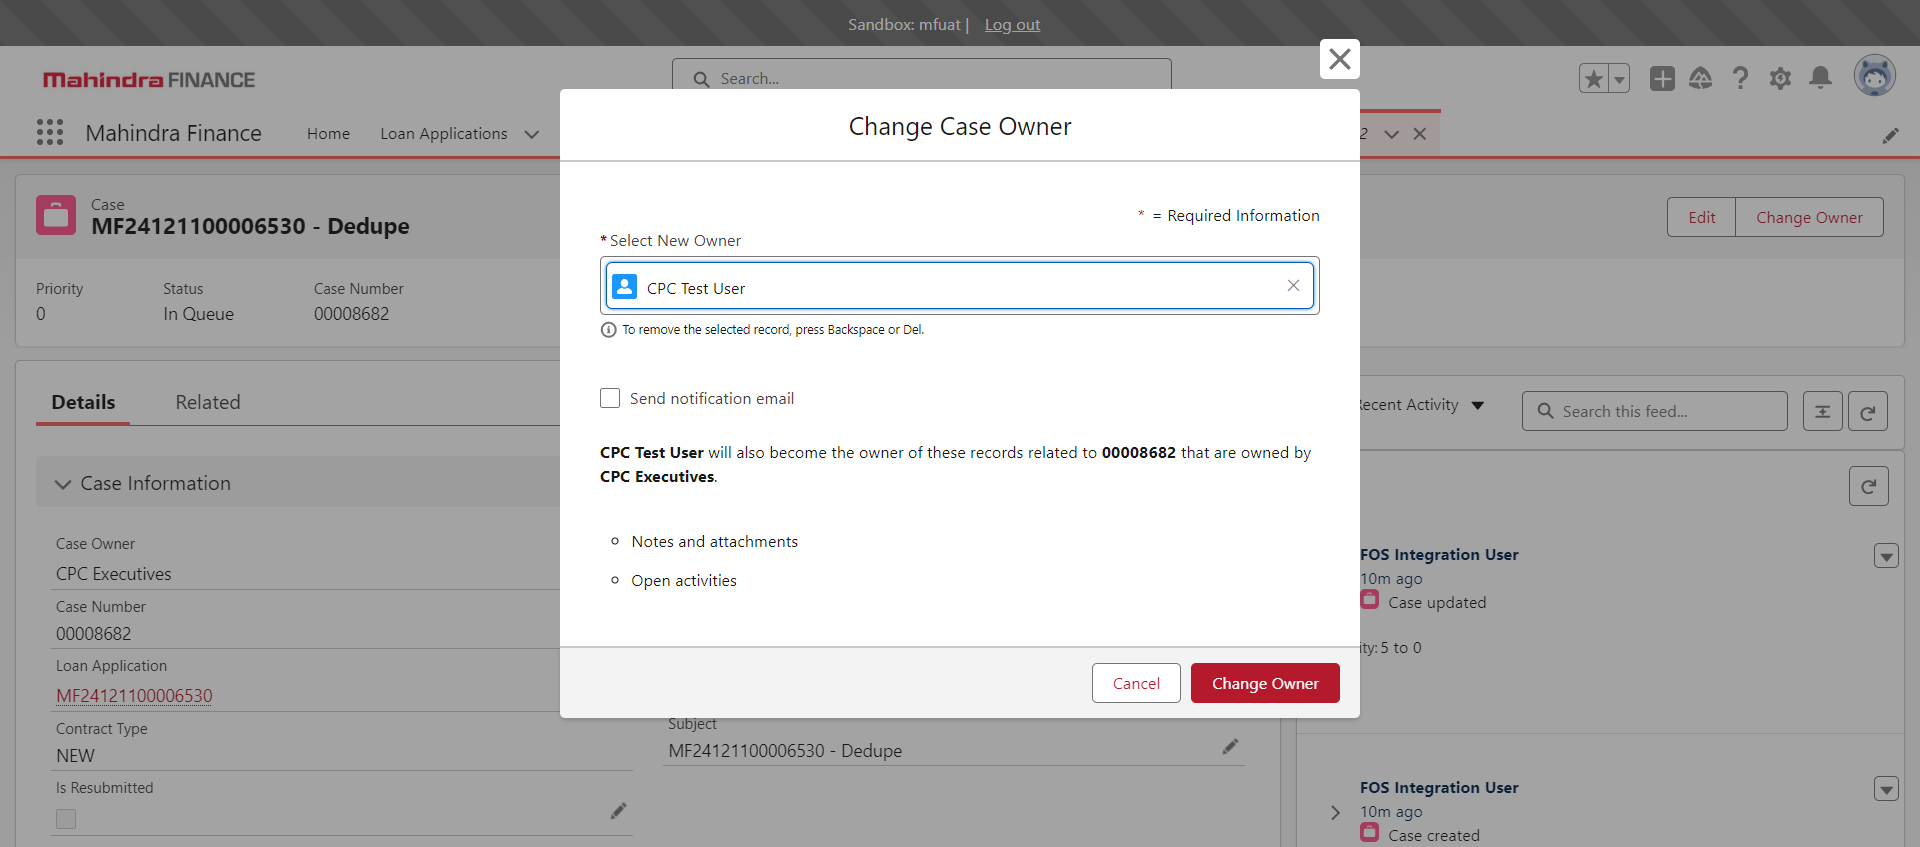 Sandbox: mfuat | Log out
Mahindra FINANCE
Search...
Mahindra Finance
Home
Loan Applications
2
Case
MF24121100006530 - Dedupe
Edit
Change Owner
Priority
0
Status
In Queue
Case Number
00008682
Details
Related
Case Information
Case Owner
CPC Executives
Case Number
00008682
Loan Application
MF24121100006530
Contract Type
NEW
Is Resubmitted
Subject
MF24121100006530 - Dedupe
Change Case Owner
* = Required Information
*Select New Owner
CPC Test User
To remove the selected record, press Backspace or Del.
Send notification email
CPC Test User will also become the owner of these records related to 00008682 that are owned by
CPC Executives.
Notes and attachments
Open activities
Cancel
Change Owner
ecent Activity
Search this feed...
FOS Integration User
10m ago
Case updated
ity: 5 to 0
FOS Integration User
10m ago
Case created